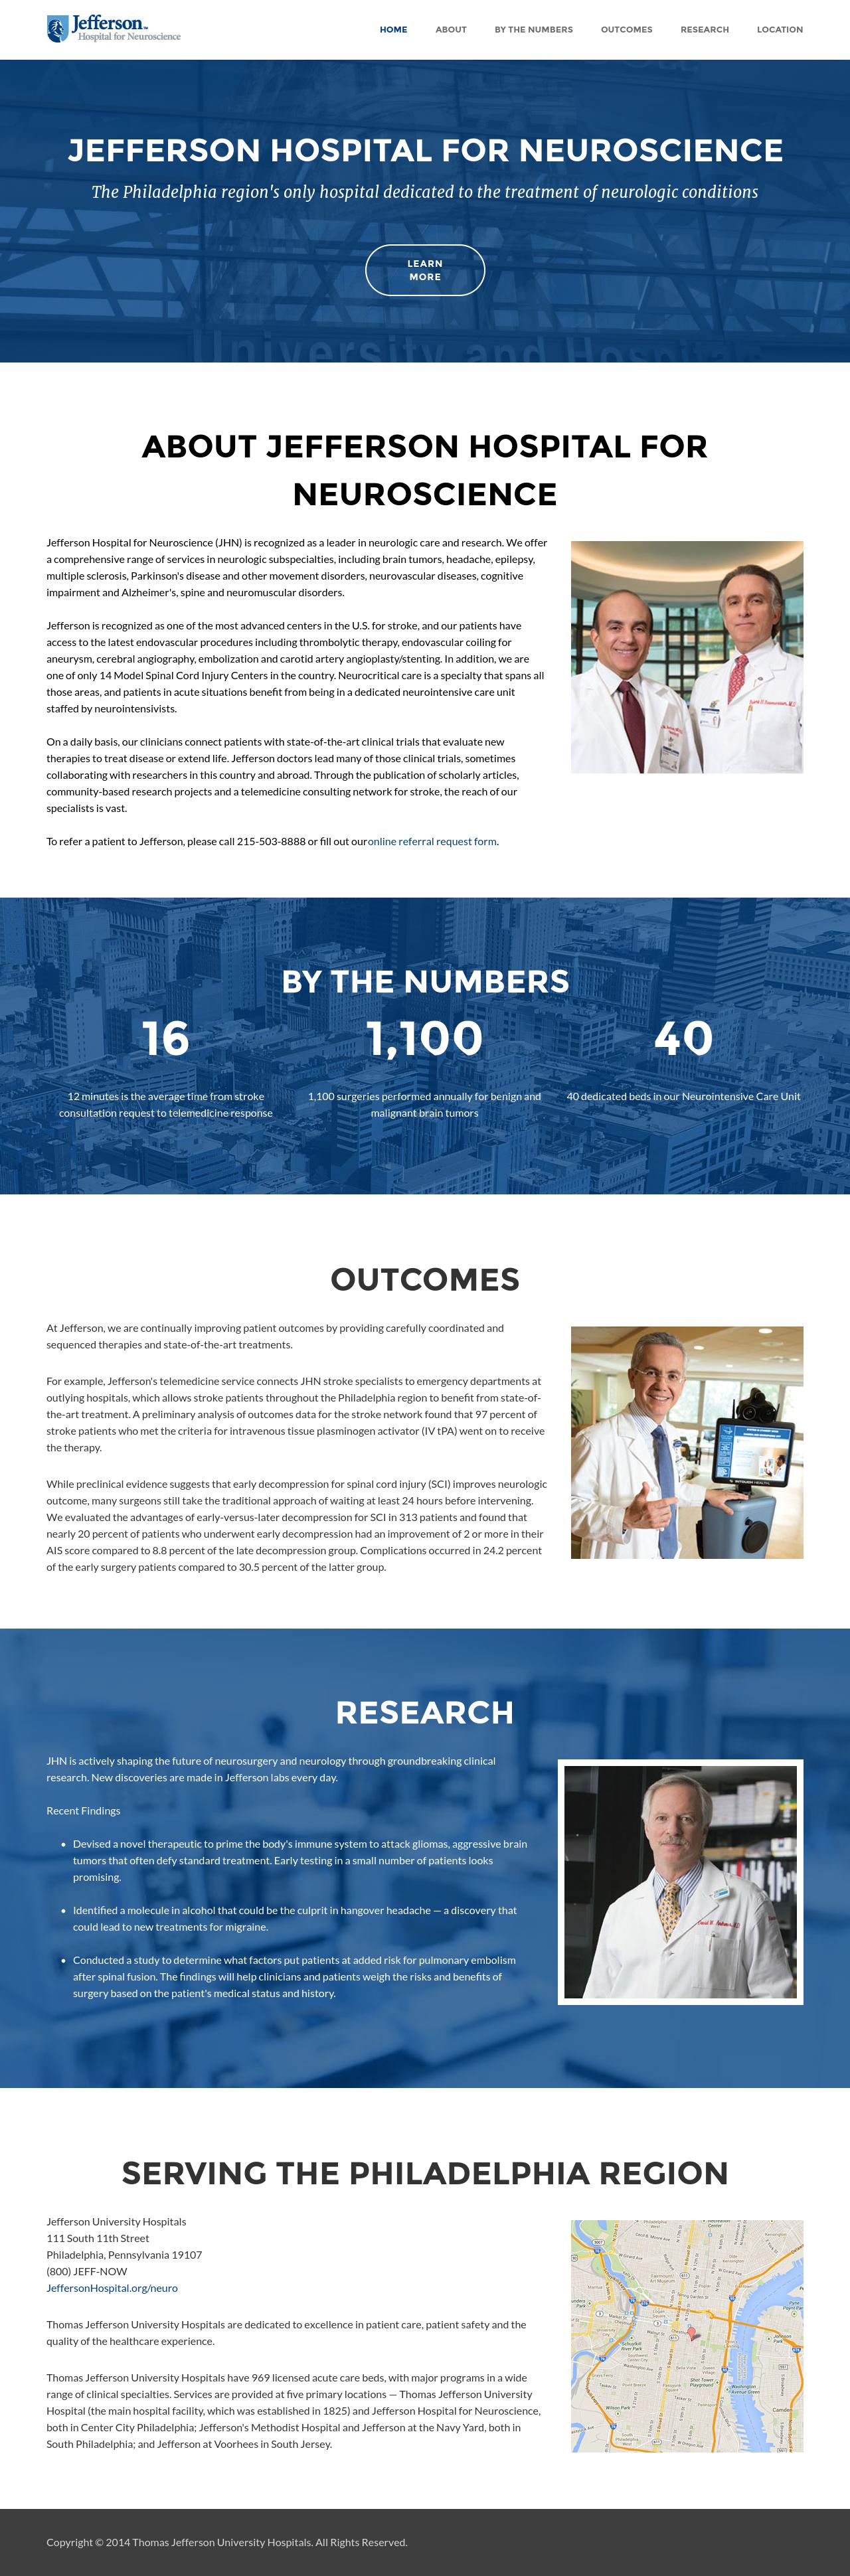 Jefferson™
Hospital for Neuroscience
HOME ABOUT BY THE NUMBERS OUTCOMES RESEARCH LOCATION
JEFFERSON HOSPITAL FOR NEUROSCIENCE
The Philadelphia region's only hospital dedicated to the treatment of neurologic conditions
LEARN
MORE
University and Hospitals
ABOUT JEFFERSON HOSPITAL FOR
NEUROSCIENCE
Jefferson Hospital for Neuroscience (JHN) is recognized as a leader in neurologic care and research. We offer
a comprehensive range of services in neurologic subspecialties, including brain tumors, headache, epilepsy,
multiple sclerosis, Parkinson's disease and other movement disorders, neurovascular diseases, cognitive
impairment and Alzheimer's, spine and neuromuscular disorders.
Jefferson is recognized as one of the most advanced centers in the U.S. for stroke, and our patients have
access to the latest endovascular procedures including thrombolytic therapy, endovascular coiling for
aneurysm, cerebral angiography, embolization and carotid artery angioplasty/stenting. In addition, we are
one of only 14 Model Spinal Cord Injury Centers in the country. Neurocritical care is a specialty that spans all
those areas, and patients in acute situations benefit from being in a dedicated neurointensive care unit
staffed by neurointensivists.
On a daily basis, our clinicians connect patients with state-of-the-art clinical trials that evaluate new
therapies to treat disease or extend life. Jefferson doctors lead many of those clinical trials, sometimes
collaborating with researchers in this country and abroad. Through the publication of scholarly articles,
community-based research projects and a telemedicine consulting network for stroke, the reach of our
specialists is vast.
To refer a patient to Jefferson, please call 215-503-8888 or fill out ouronline referral request form.
BY THE NUMBERS
16
12 minutes is the average time from stroke
consultation request to telemedicine response
1,100
1,100 surgeries performed annually for benign and
malignant brain tumors
40
40 dedicated beds in our Neurointensive Care Unit
OUTCOMES
At Jefferson, we are continually improving patient outcomes by providing carefully coordinated and
sequenced therapies and state-of-the-art treatments.
For example, Jefferson's telemedicine service connects JHN stroke specialists to emergency departments at
outlying hospitals, which allows stroke patients throughout the Philadelphia region to benefit from state-of-
the-art treatment. A preliminary analysis of outcomes data for the stroke network found that 97 percent of
stroke patients who met the criteria for intravenous tissue plasminogen activator (IV tPA) went on to receive
the therapy.
While preclinical evidence suggests that early decompression for spinal cord injury (SCI) improves neurologic
outcome, many surgeons still take the traditional approach of waiting at least 24 hours before intervening.
We evaluated the advantages of early-versus-later decompression for SCI in 313 patients and found that
nearly 20 percent of patients who underwent early decompression had an improvement of 2 or more in their
AIS score compared to 8.8 percent of the late decompression group. Complications occurred in 24.2 percent
of the early surgery patients compared to 30.5 percent of the latter group.
RESEARCH
JHN is actively shaping the future of neurosurgery and neurology through groundbreaking clinical
research. New discoveries are made in Jefferson labs every day.
Recent Findings
• Devised a novel therapeutic to prime the body's immune system to attack gliomas, aggressive brain
tumors that often defy standard treatment. Early testing in a small number of patients looks
promising.
• Identified a molecule in alcohol that could be the culprit in hangover headache — a discovery that
could lead to new treatments for migraine.
• Conducted a study to determine what factors put patients at added risk for pulmonary embolism
after spinal fusion. The findings will help clinicians and patients weigh the risks and benefits of
surgery based on the patient's medical status and history.
SERVING THE PHILADELPHIA REGION
Jefferson University Hospitals
111 South 11th Street
Philadelphia, Pennsylvania 19107
(800) JEFF-NOW
JeffersonHospital.org/neuro
Thomas Jefferson University Hospitals are dedicated to excellence in patient care, patient safety and the
quality of the healthcare experience.
Thomas Jefferson University Hospitals have 969 licensed acute care beds, with major programs in a wide
range of clinical specialties. Services are provided at five primary locations — Thomas Jefferson University
Hospital (the main hospital facility, which was established in 1825) and Jefferson Hospital for Neuroscience,
both in Center City Philadelphia; Jefferson's Methodist Hospital and Jefferson at the Navy Yard, both in
South Philadelphia; and Jefferson at Voorhees in South Jersey.
Camden
Copyright © 2014 Thomas Jefferson University Hospitals. All Rights Reserved.